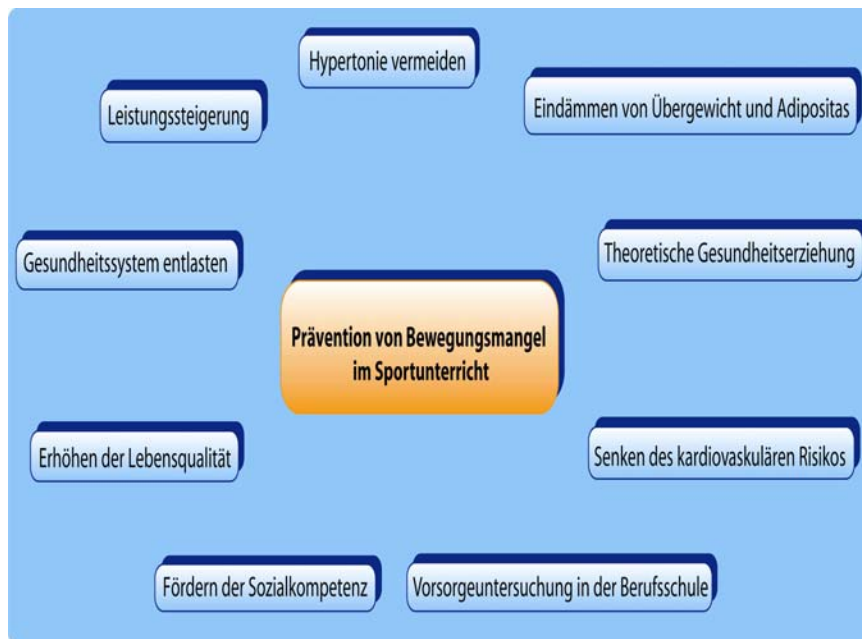 Hypertonie vermeiden
Leistungssteigerung
Eindämmen von Übergewicht und Adipositas
Gesundheitssystem entlasten
Theoretische Gesundheitserziehung
Prävention von Bewegungsmangel
im Sportunterricht
Erhöhen der Lebensqualität
Senken des kardiovaskulären Risikos
Fördern der Sozialkompetenz
Vorsorgeuntersuchung in der Berufsschule